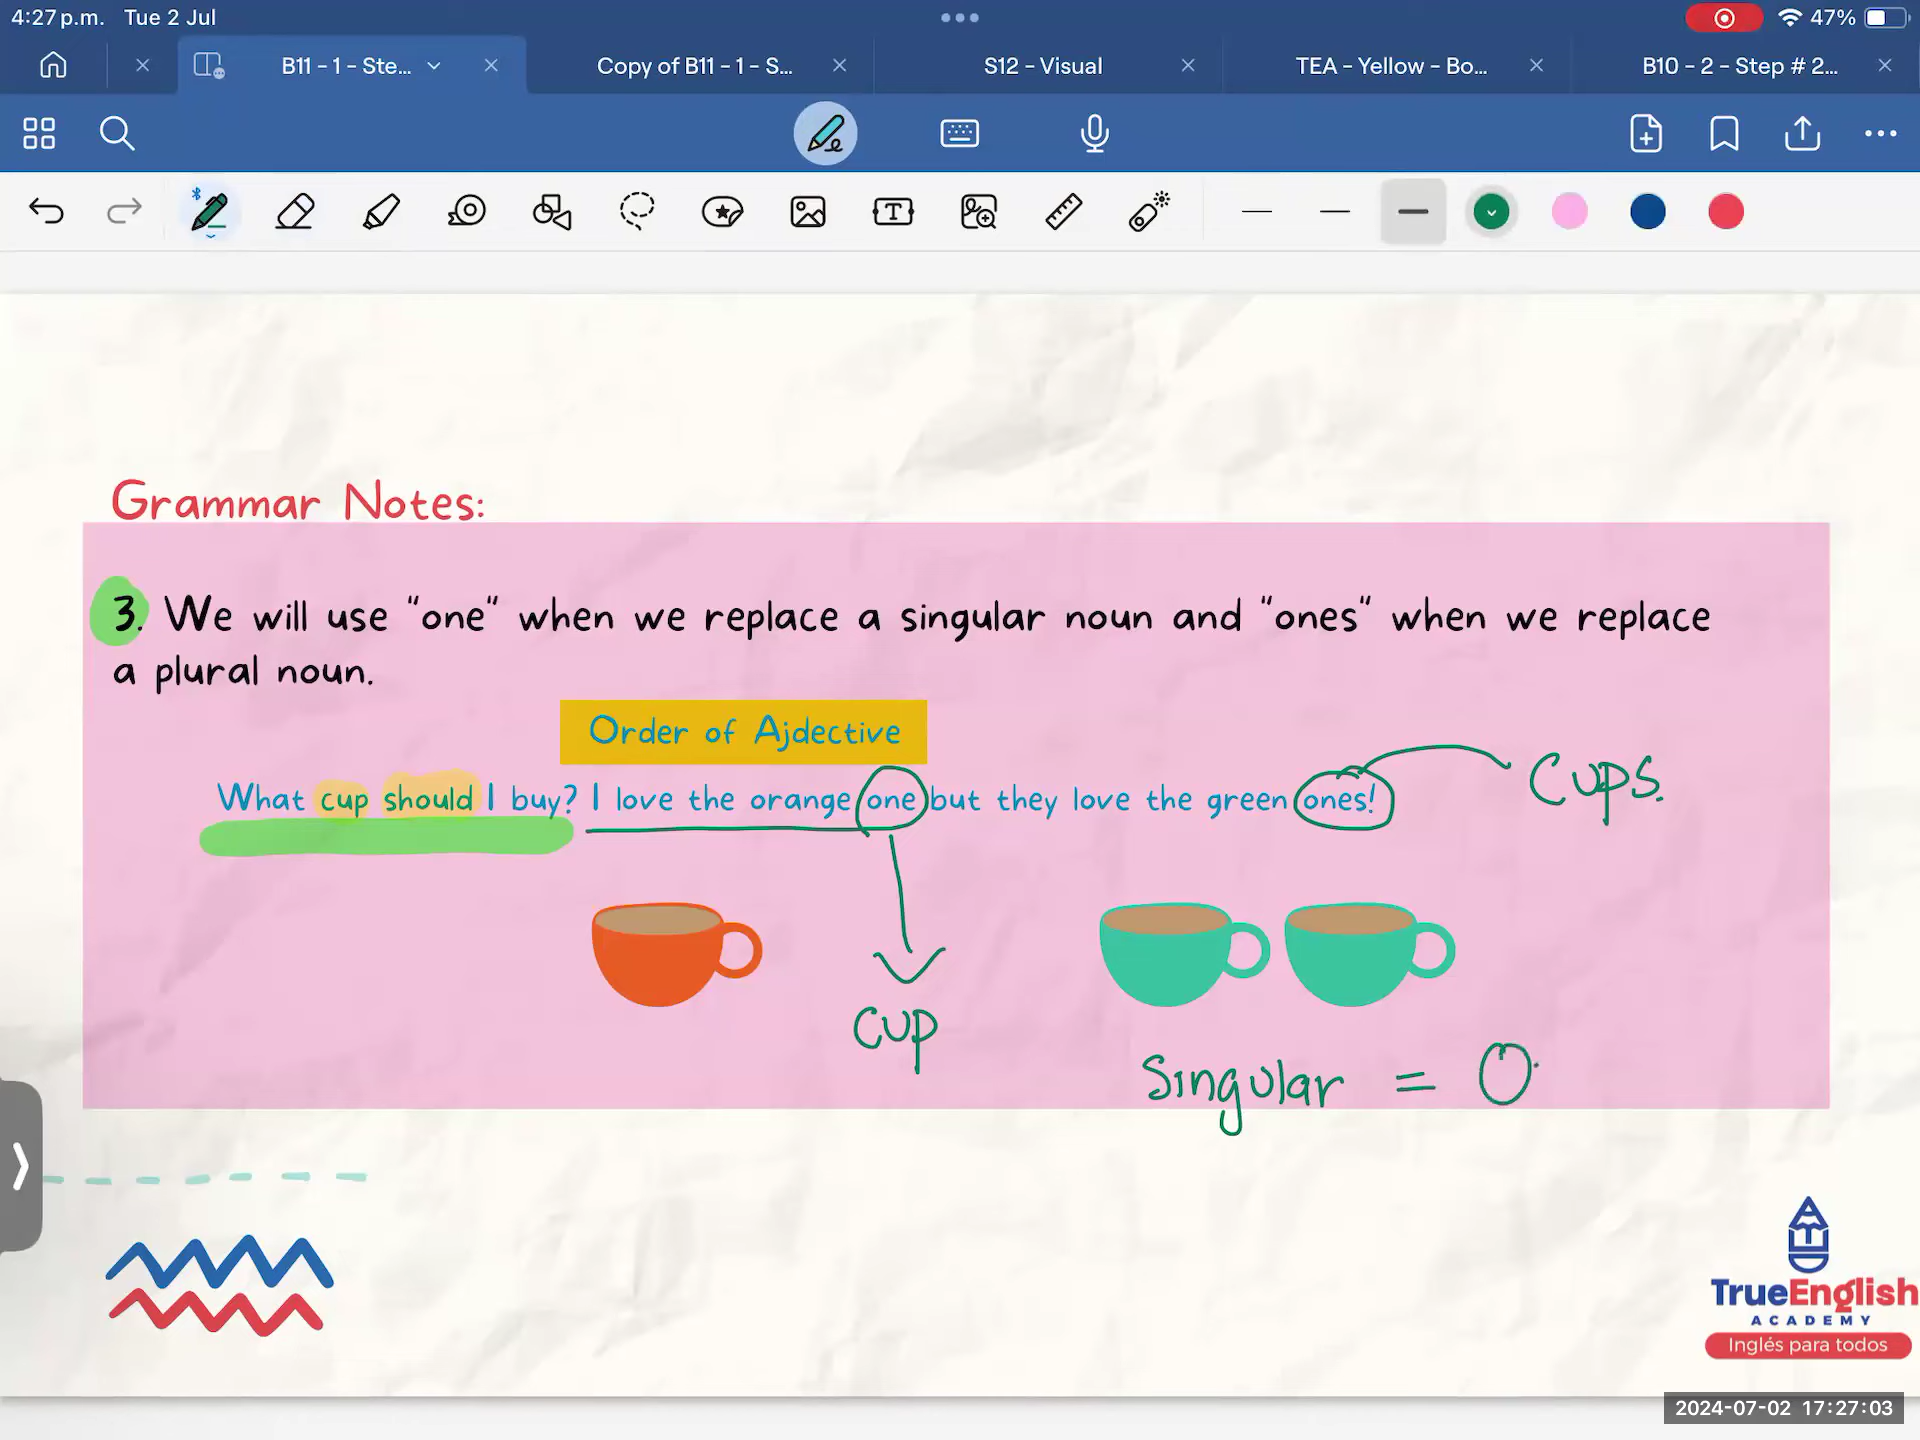 4:27 p.m. Tue 2 Jul
47%
B11 - 1 - Ste...
Copy of B11 - 1 - S...
S12 - Visual
TEA - Yellow - Bo...
B10 - 2 - Step # 2...
Grammar Notes:
3. We will use "one" when we replace a singular noun and "ones" when we replace
a plural noun.
Order of Ajdective
What cup should I buy? I love the orange one but they love the green ones!
Cups.
Cup
Singular = O
TrueEnglish
ACADEMY
Inglés para todos
2024-07-02 17:27:03